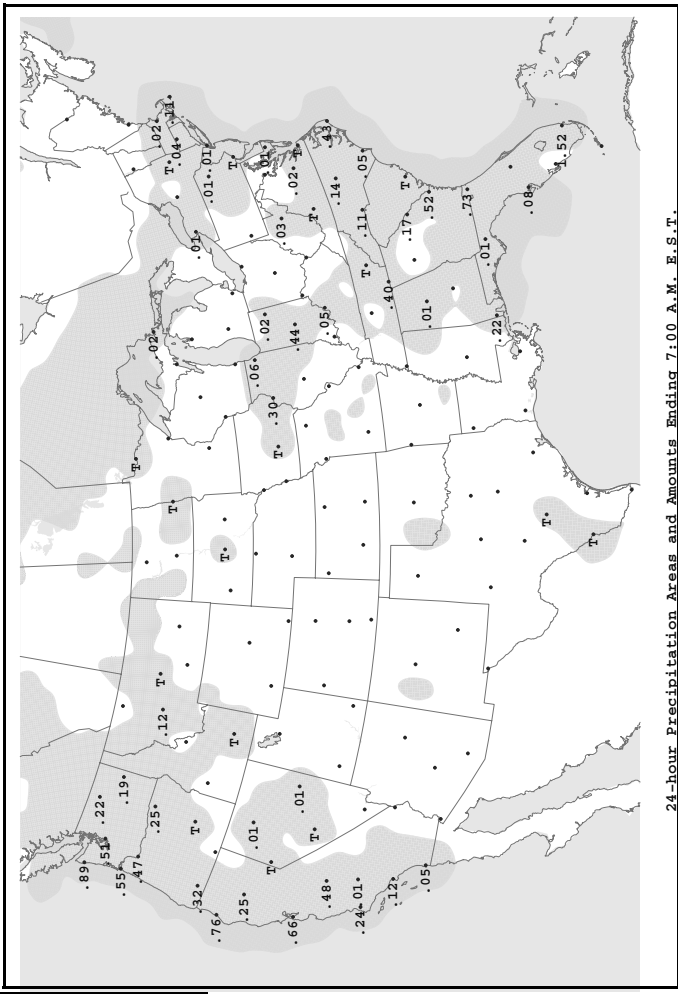 .89
.22
.51
.55
.19
T
.47
.02
.25
.02
T
.12
T
.11
T
.04
T
.01
.32
.01
.01
.76
T
T
T
.25
.01
.06
.02
.01
T
.30
T
.03
.66
.02
.44
T
.01
T
T
.05
.48
.43
.14
.01
.24
.11
.05
T
.40
.12
T
.17
.05
.01
.52
.73
.01
.22
.08
T
1.52
T
24-hour Precipitation Areas and Amounts Ending 7:00 A.M. E.S.T.